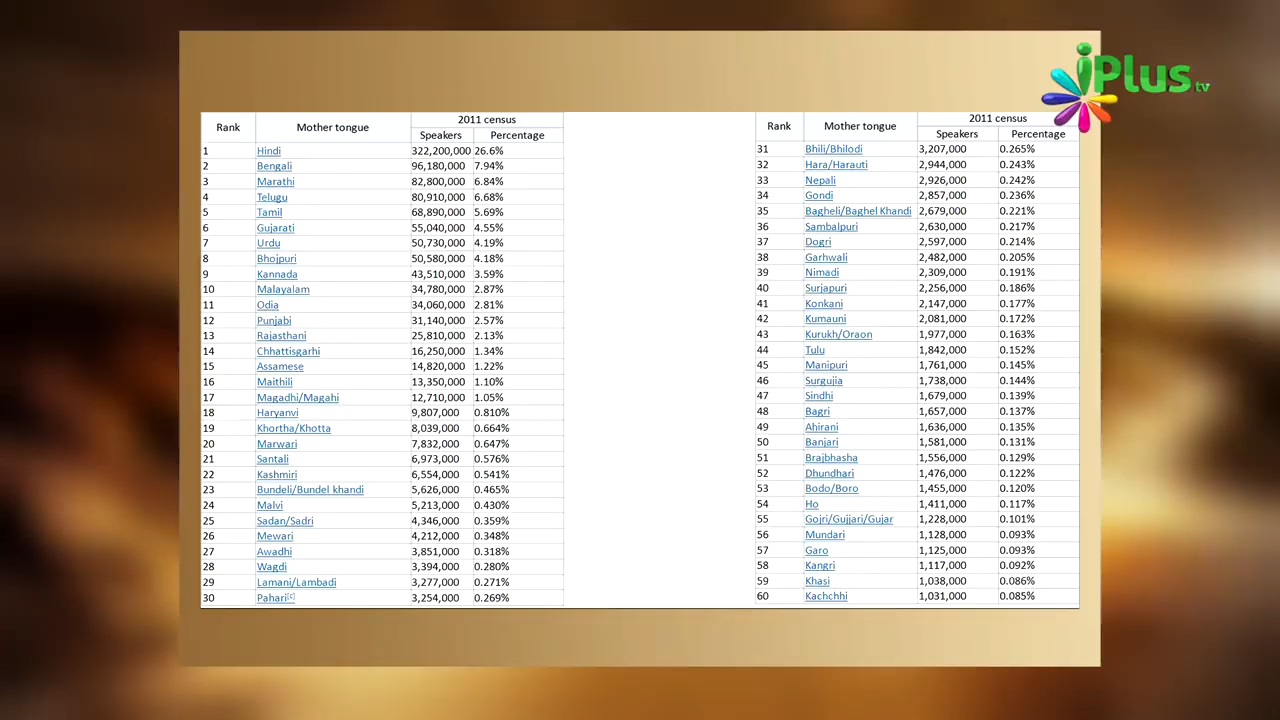 iPlus tv
2011 census
Rank Mother tongue
Speakers Percentage
1 Hindi 322,200,000 26.6%
2 Bengali 96,180,000 7.94%
3 Marathi 82,800,000 6.84%
4 Telugu 80,910,000 6.68%
5 Tamil 68,890,000 5.69%
6 Gujarati 55,040,000 4.55%
7 Urdu 50,730,000 4.19%
8 Bhojpuri 50,580,000 4.18%
9 Kannada 43,510,000 3.59%
10 Malayalam 34,780,000 2.87%
11 Odia 34,060,000 2.81%
12 Punjabi 31,140,000 2.57%
13 Rajasthani 25,810,000 2.13%
14 Chhattisgarhi 16,250,000 1.34%
15 Assamese 14,820,000 1.22%
16 Maithili 13,350,000 1.10%
17 Magadhi/Magahi 12,710,000 1.05%
18 Haryanvi 9,807,000 0.810%
19 Khortha/Khotta 8,039,000 0.664%
20 Marwari 7,832,000 0.647%
21 Santali 6,973,000 0.576%
22 Kashmiri 6,554,000 0.541%
23 Bundeli/Bundel khandi 5,626,000 0.465%
24 Malvi 5,213,000 0.430%
25 Sadan/Sadri 4,346,000 0.359%
26 Mewari 4,212,000 0.348%
27 Awadhi 3,851,000 0.318%
28 Wagdi 3,394,000 0.280%
29 Lamani/Lambadi 3,277,000 0.271%
30 Pahari[c] 3,254,000 0.269%
2011 census
Rank Mother tongue
Speakers Percentage
31 Bhili/Bhilodi 3,207,000 0.265%
32 Hara/Harauti 2,944,000 0.243%
33 Nepali 2,926,000 0.242%
34 Gondi 2,857,000 0.236%
35 Bagheli/Baghel Khandi 2,679,000 0.221%
36 Sambalpuri 2,630,000 0.217%
37 Dogri 2,597,000 0.214%
38 Garhwali 2,482,000 0.205%
39 Nimadi 2,309,000 0.191%
40 Surjapuri 2,256,000 0.186%
41 Konkani 2,147,000 0.177%
42 Kumauni 2,081,000 0.172%
43 Kurukh/Oraon 1,977,000 0.163%
44 Tulu 1,842,000 0.152%
45 Manipuri 1,761,000 0.145%
46 Surgujia 1,738,000 0.144%
47 Sindhi 1,679,000 0.139%
48 Bagri 1,657,000 0.137%
49 Ahirani 1,636,000 0.135%
50 Banjari 1,581,000 0.131%
51 Brajbhasha 1,556,000 0.129%
52 Dhundhari 1,476,000 0.122%
53 Bodo/Boro 1,455,000 0.120%
54 Ho 1,411,000 0.117%
55 Gojri/Gujjari/Gujar 1,228,000 0.101%
56 Mundari 1,128,000 0.093%
57 Garo 1,125,000 0.093%
58 Kangri 1,117,000 0.092%
59 Khasi 1,038,000 0.086%
60 Kachchhi 1,031,000 0.085%